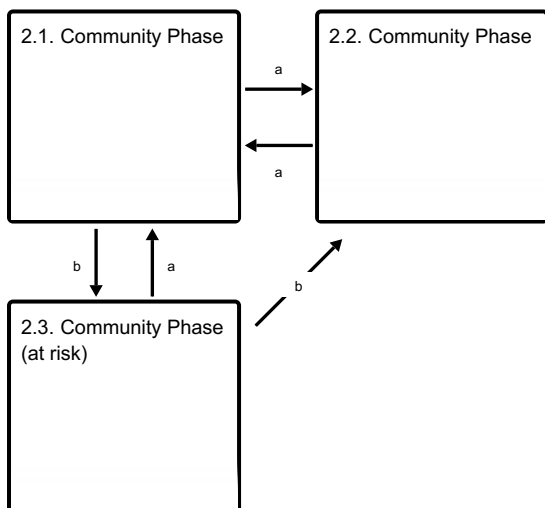 2.1. Community Phase
2.2. Community Phase
a
a
b
a
b
2.3. Community Phase
(at risk)